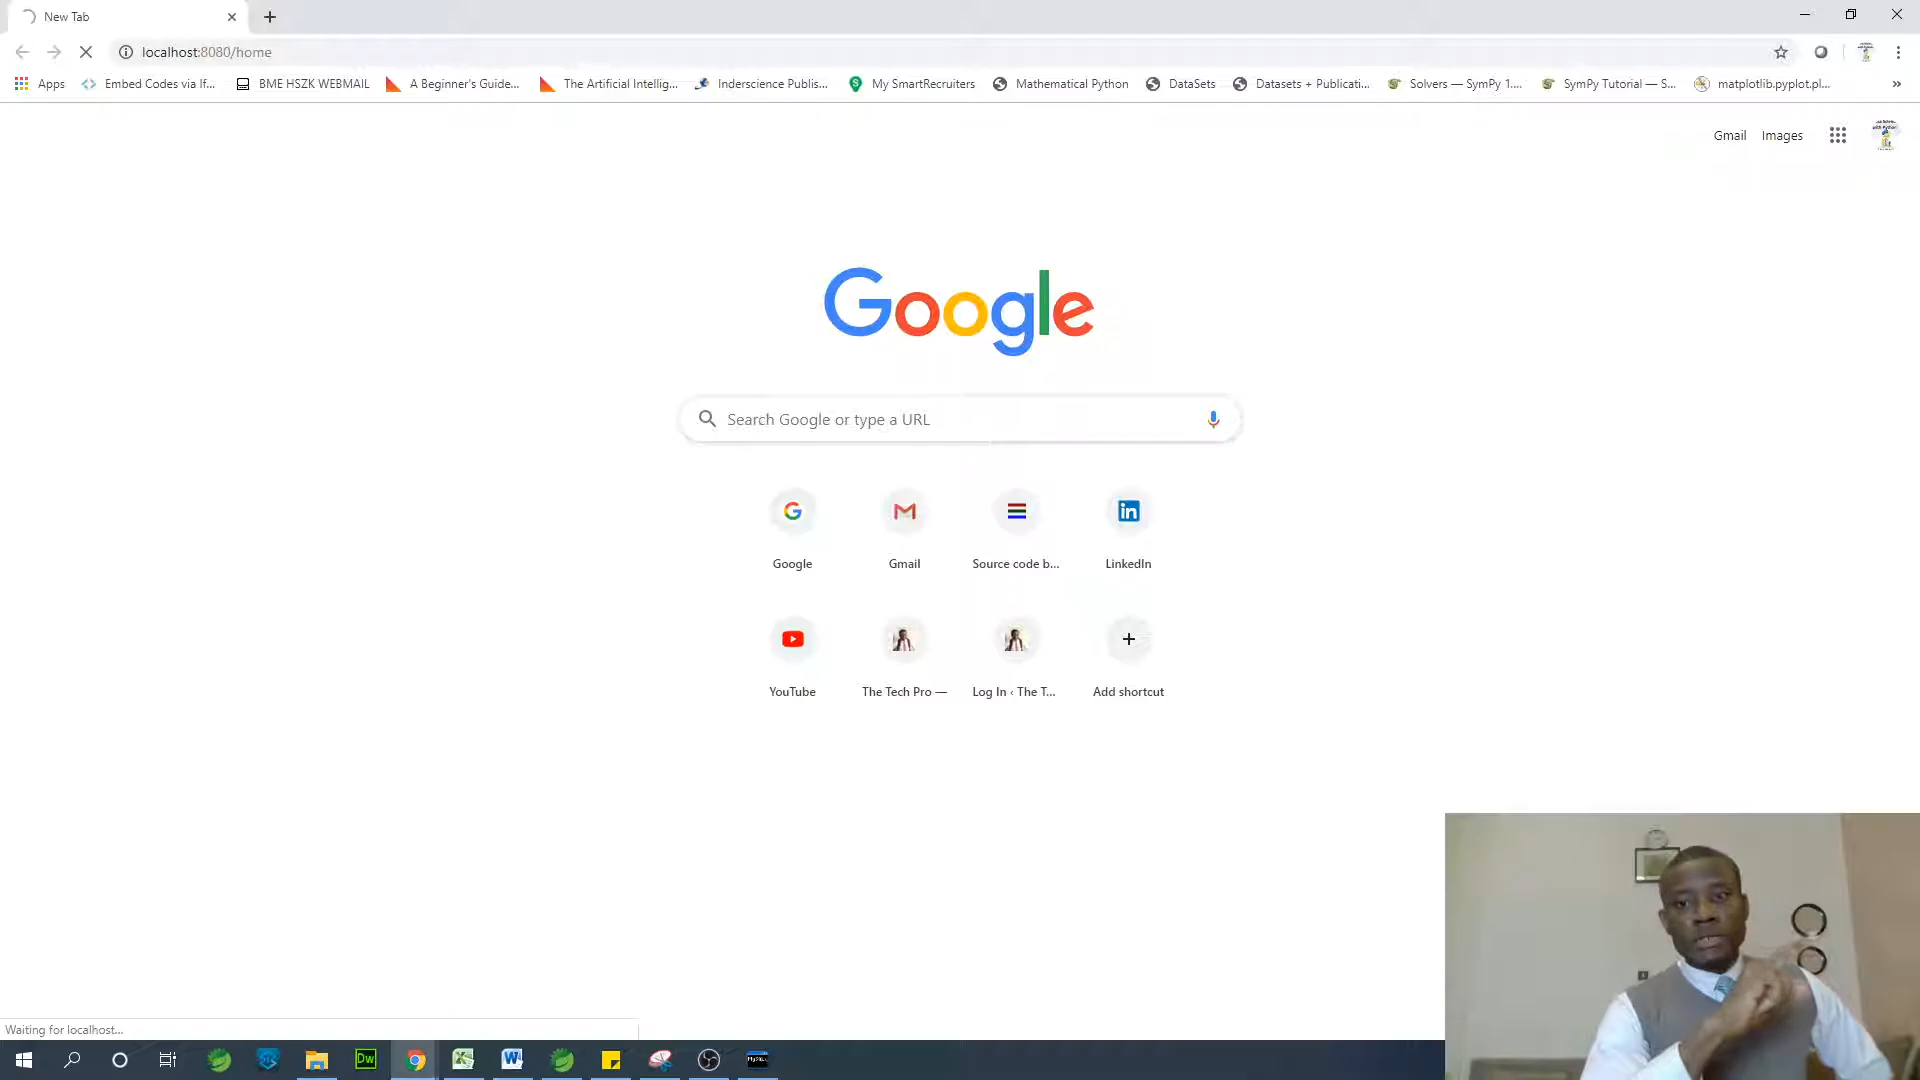 New Tab
localhost:8080/home
Apps
Embed Codes via If...
BME HSZK WEBMAIL
A Beginner's Guide...
The Artificial Intellig...
Inderscience Publis...
My SmartRecruiters
Mathematical Python
DataSets
Datasets + Publicati...
Solvers — SymPy 1....
SymPy Tutorial — S...
matplotlib.pyplot.pl...
»
Gmail Images
Google
Search Google or type a URL
Google
Gmail
Source code b...
LinkedIn
YouTube
The Tech Pro —
Log In ‹ The T...
Add shortcut
Waiting for localhost...
Dw